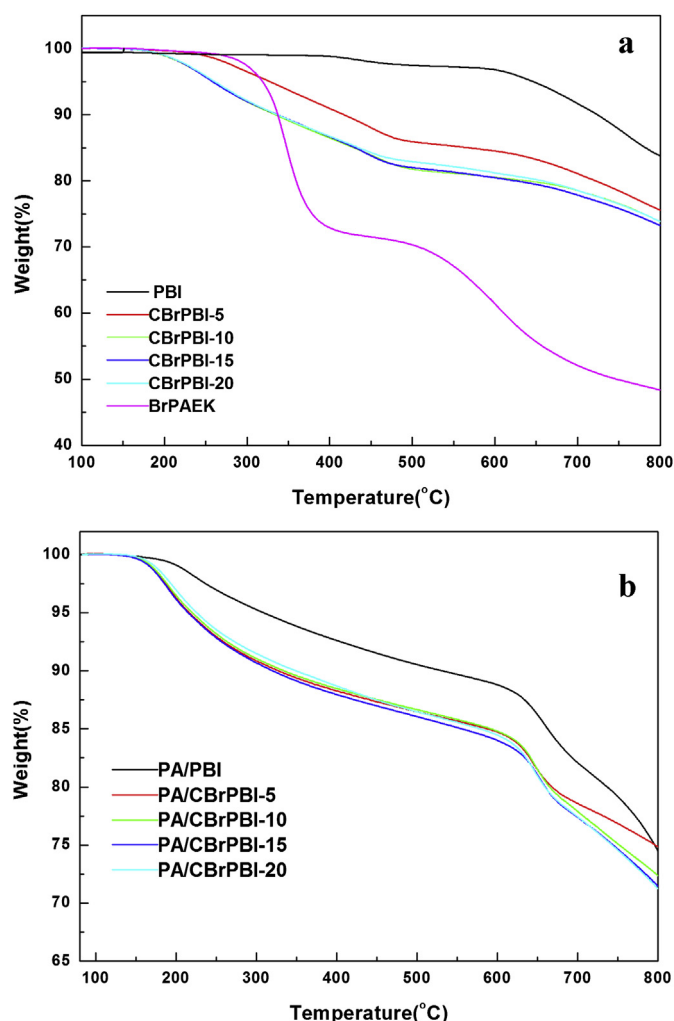 a
100
90
80
70
60
50
40
Weight(%)
PBI
CBrPBI-5
CBrPBI-10
CBrPBI-15
CBrPBI-20
BrPAEK
100 200 300 400 500 600 700 800
Temperature(°C)
b
100
95
90
85
80
75
70
65
Weight(%)
PA/PBI
PA/CBrPBI-5
PA/CBrPBI-10
PA/CBrPBI-15
PA/CBrPBI-20
100 200 300 400 500 600 700 800
Temperature(°C)